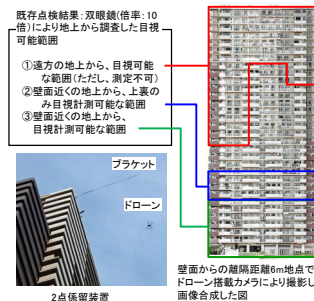 既存点検結果：双眼鏡(倍率：10
倍)により地上から調査した目視
可能範囲
①遠方の地上から、目視可能
な範囲(ただし、測定不可)
②壁面近くの地上から、上裏の
み目視計測可能な範囲
③壁面近くの地上から、
目視計測可能な範囲
ブラケット
ドローン
2点係留装置
壁面からの離隔距離6m地点で
ドローン搭載カメラにより撮影し
画像合成した図